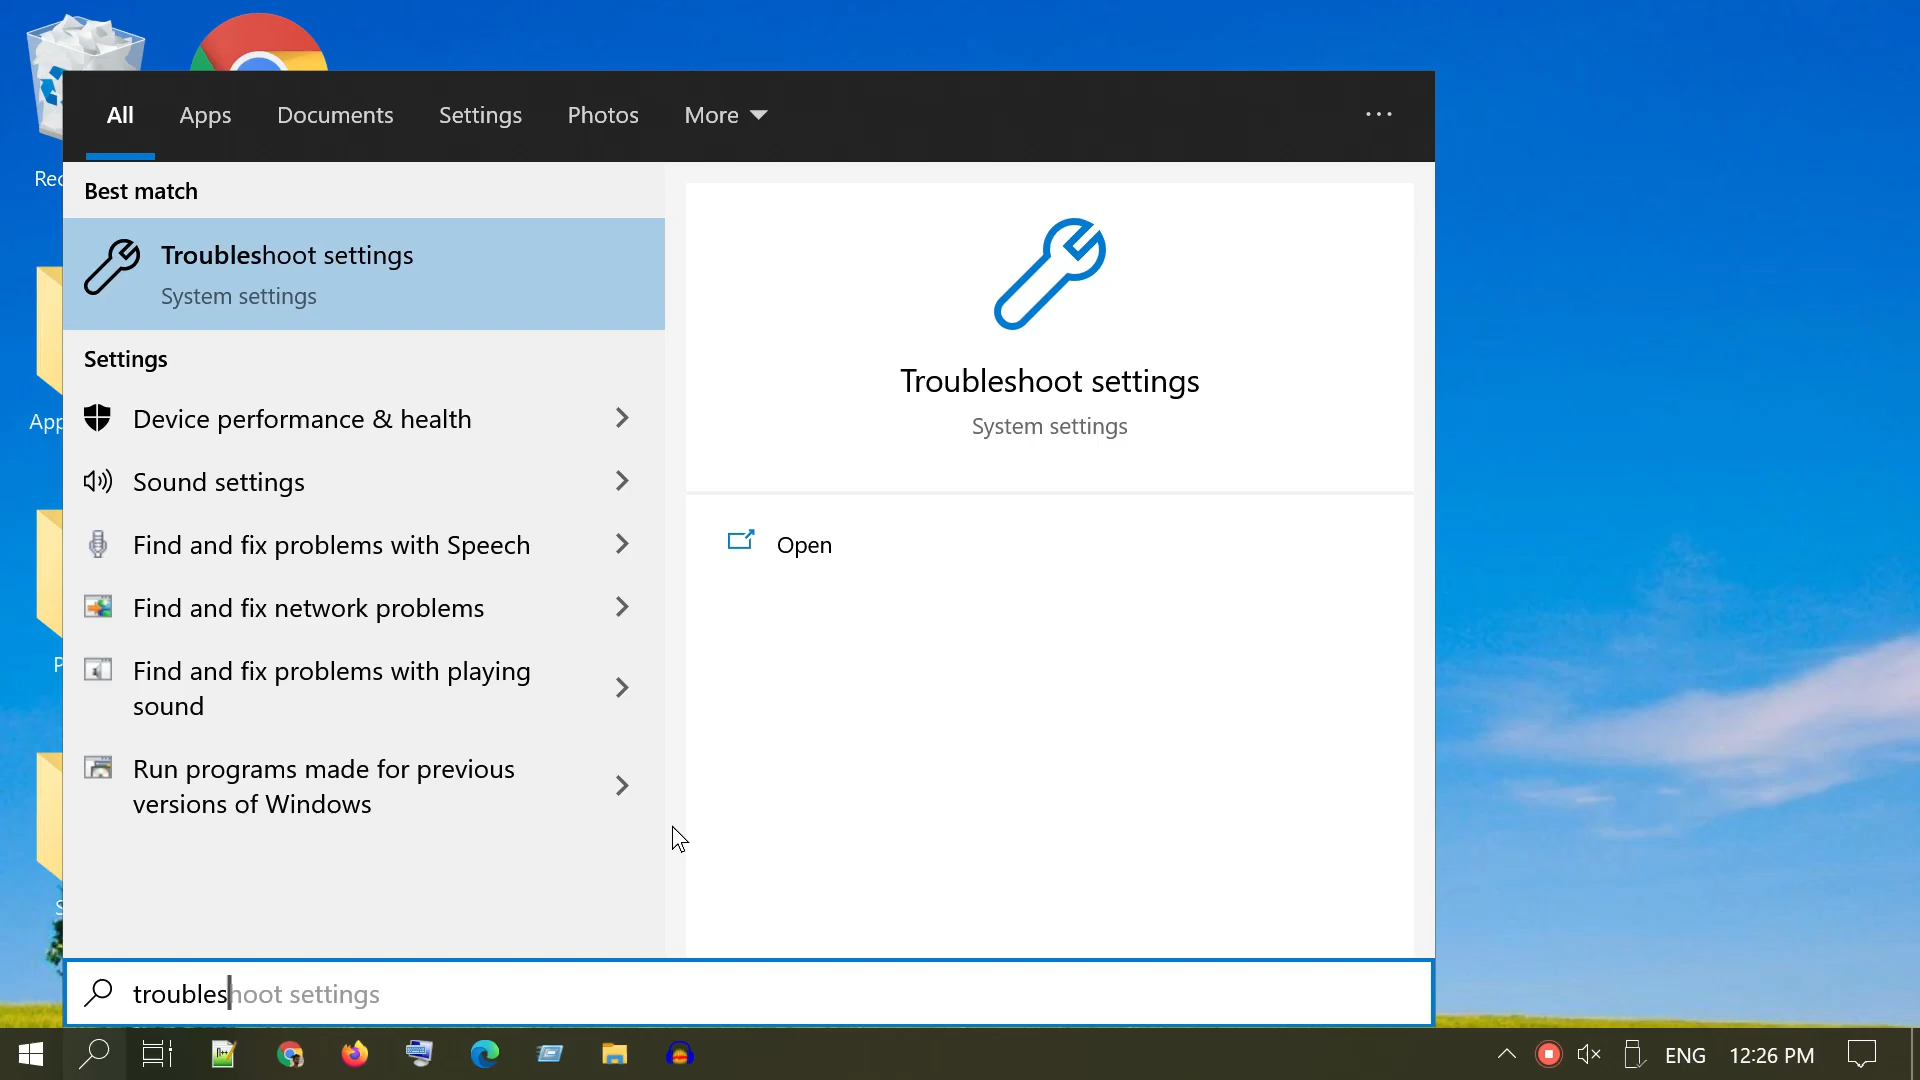 All Apps Documents Settings Photos More ...
Rec
Best match
Troubleshoot settings
System settings
Settings
Device performance & health
Sound settings
Find and fix problems with Speech
Find and fix network problems
Find and fix problems with playing
sound
Run programs made for previous
versions of Windows
Troubleshoot settings
System settings
Open
App
P
S
troubleshoot settings
ENG 12:26 PM